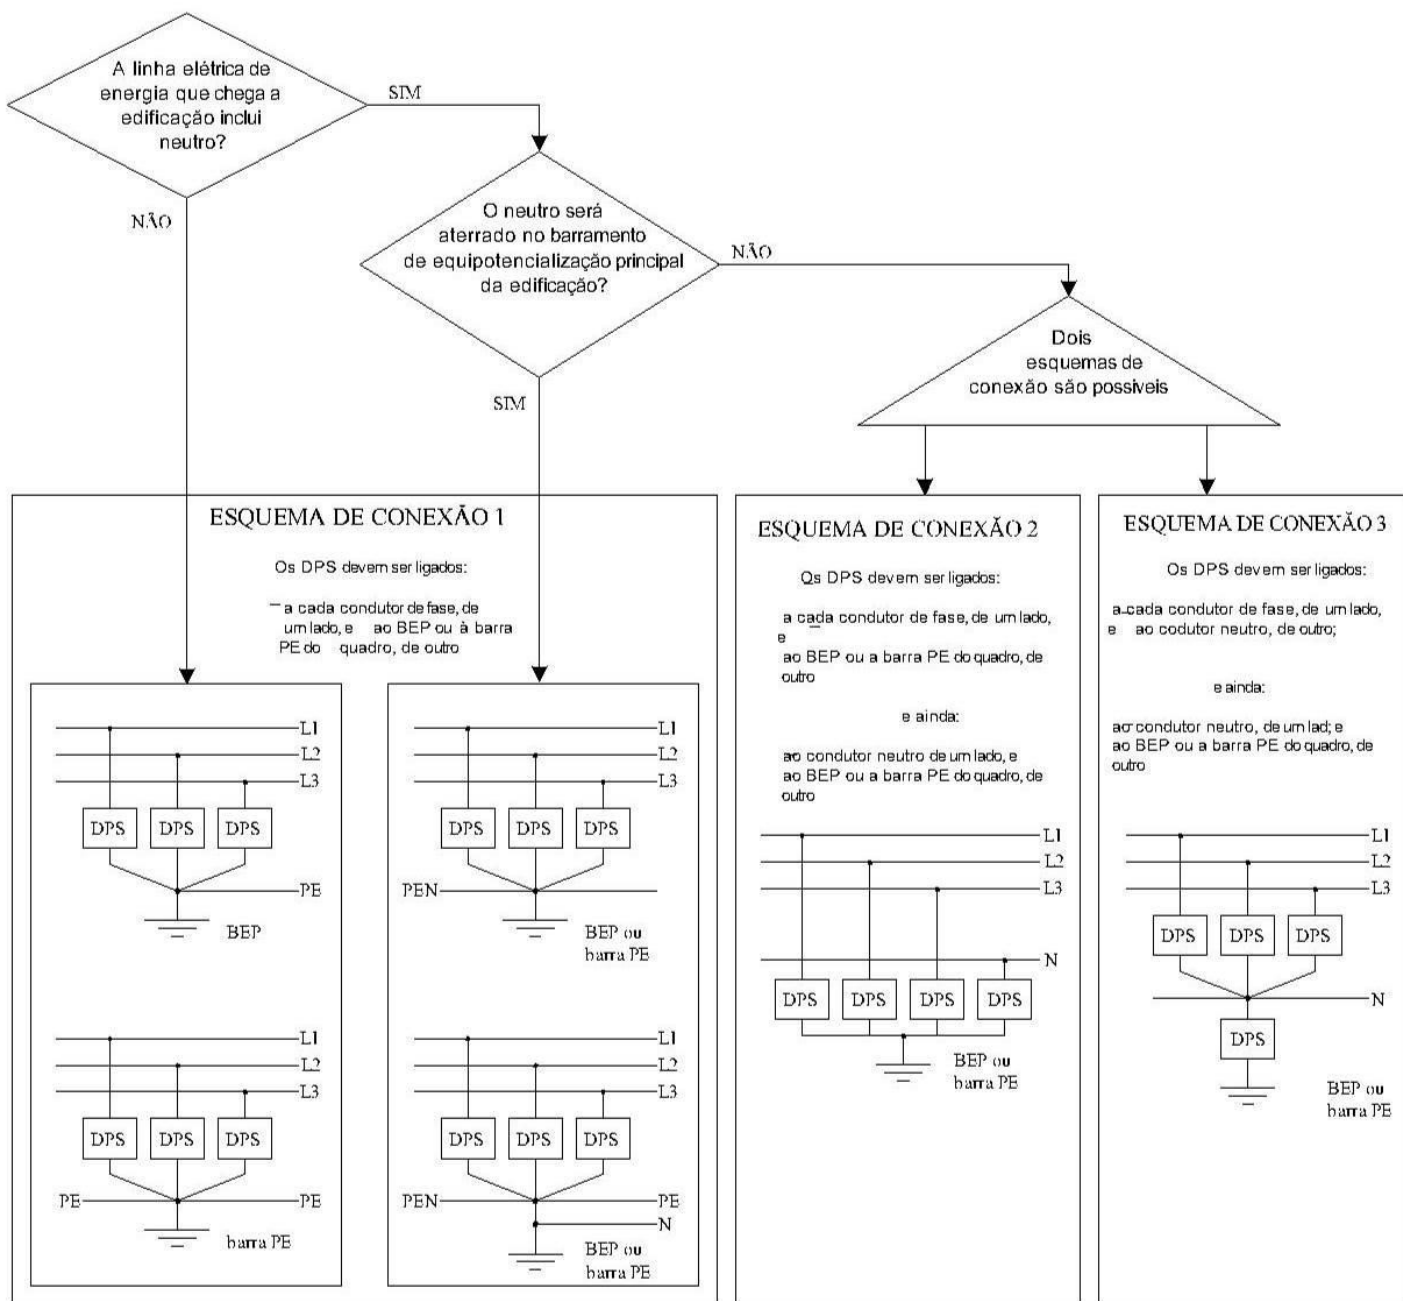 A linha elétrica de
energia que chega a
edificação inclui
neutro?
SIM
NÃO
O neutro será
aterrado no barramento
de equipotencialização principal
da edificação?
NÃO
SIM
Dois
esquemas de
conexão são possiveis
ESQUEMA DE CONEXÃO 1
Os DPS devem ser ligados:
– a cada condutor de fase, de
um lado, e ao BEP ou à barra
PE do quadro, de outro
L1
L2
L3
DPS DPS DPS
PE
BEP
L1
L2
L3
DPS DPS DPS
PE PE
barra PE
L1
L2
L3
DPS DPS DPS
PEN
BEP ou
barra PE
L1
L2
L3
DPS DPS DPS
PEN PE
N
BEP ou
barra PE
ESQUEMA DE CONEXÃO 2
Os DPS devem ser ligados:
a cada condutor de fase, de um lado,
e
ao BEP ou a barra PE do quadro, de
outro
e ainda:
ao condutor neutro de um lado, e
ao BEP ou a barra PE do quadro, de
outro
L1
L2
L3
N
DPS DPS DPS DPS
BEP ou
barra PE
ESQUEMA DE CONEXÃO 3
Os DPS devem ser ligados:
a cada condutor de fase, de um lado,
e ao codutor neutro, de outro;
e ainda:
ao condutor neutro, de um lad; e
ao BEP ou a barra PE do quadro, de
outro
L1
L2
L3
DPS DPS DPS
N
DPS
BEP ou
barra PE